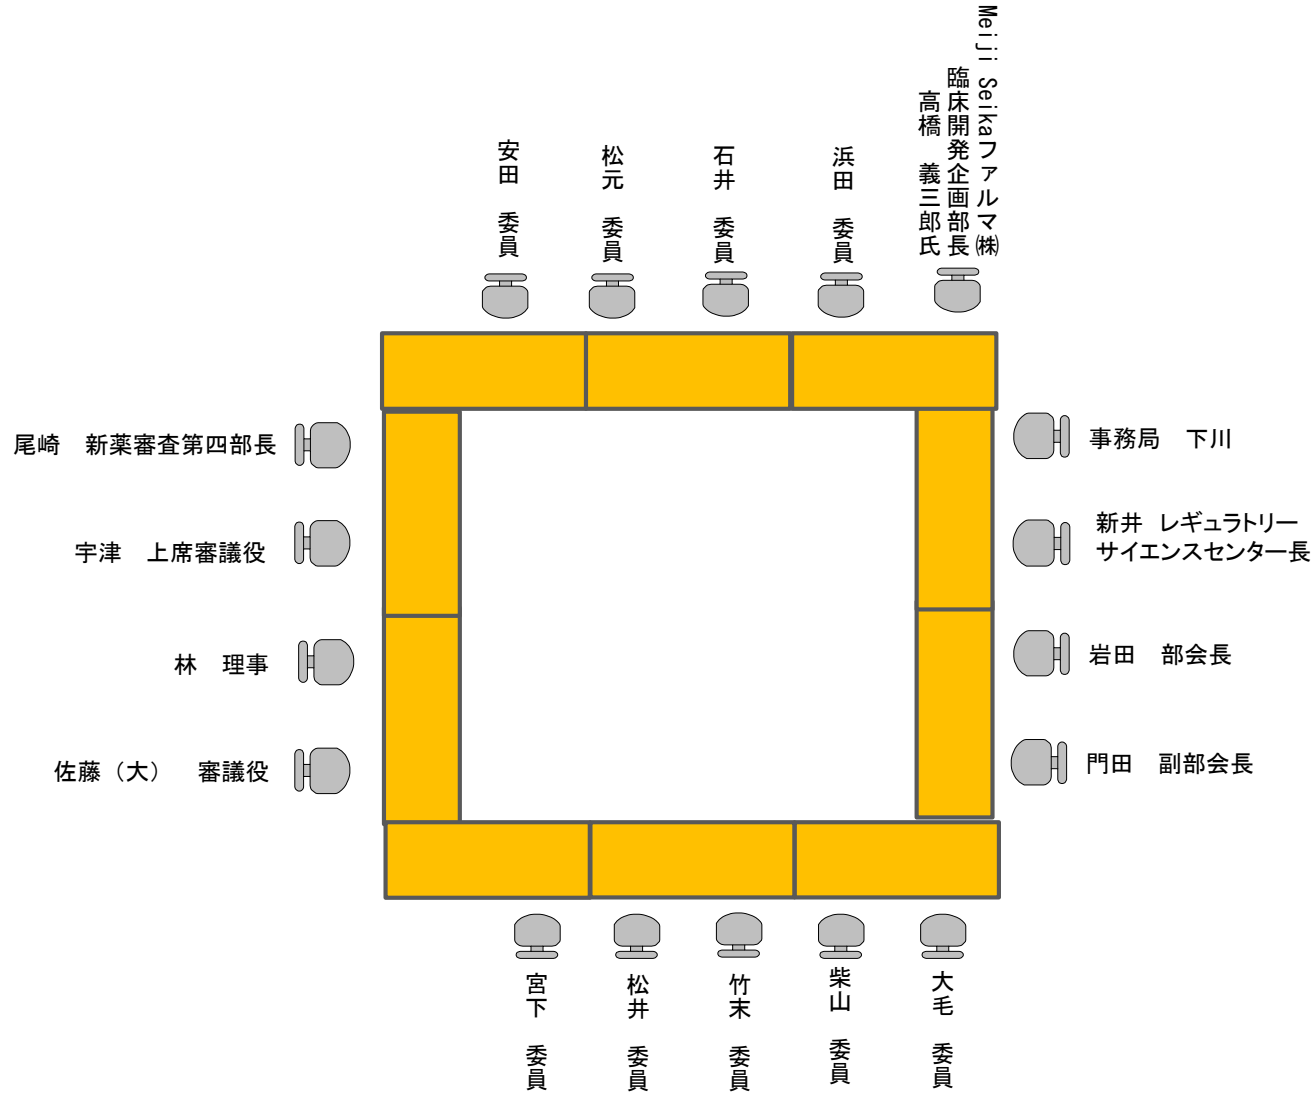 Meiji Seikaファルマ㈱
臨床開発企画部長
高橋　義三郎氏
浜田　委員
石井　委員
松元　委員
安田　委員
尾崎　新薬審査第四部長
宇津　上席審議役
林　理事
佐藤（大）　審議役
事務局　下川
新井　レギュラトリー
サイエンスセンター長
岩田　部会長
門田　副部会長
大毛　委員
柴山　委員
竹末　委員
松井　委員
宮下　委員